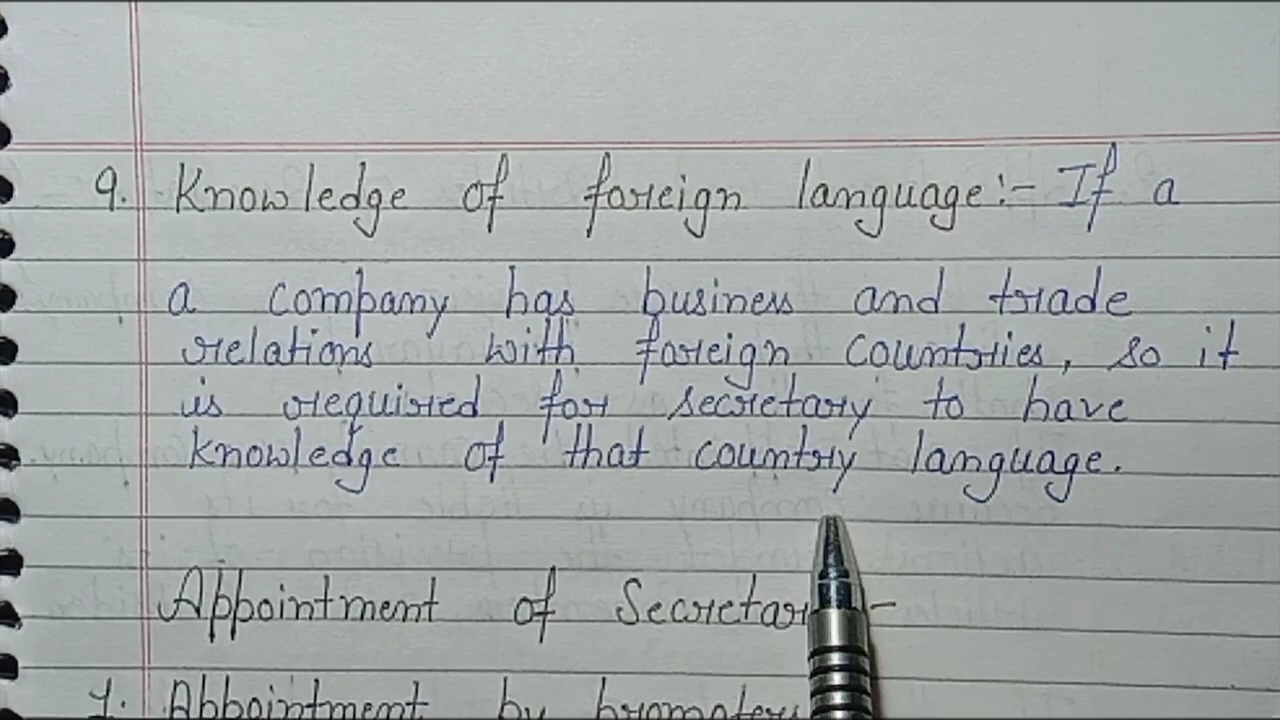 9. Knowledge of foreign language:- If a
a company has business and trade
relations with foreign countries, so it
is required for secretary to have
knowledge of that country language.
Appointment of Secretary -
1. Appointment by promoters